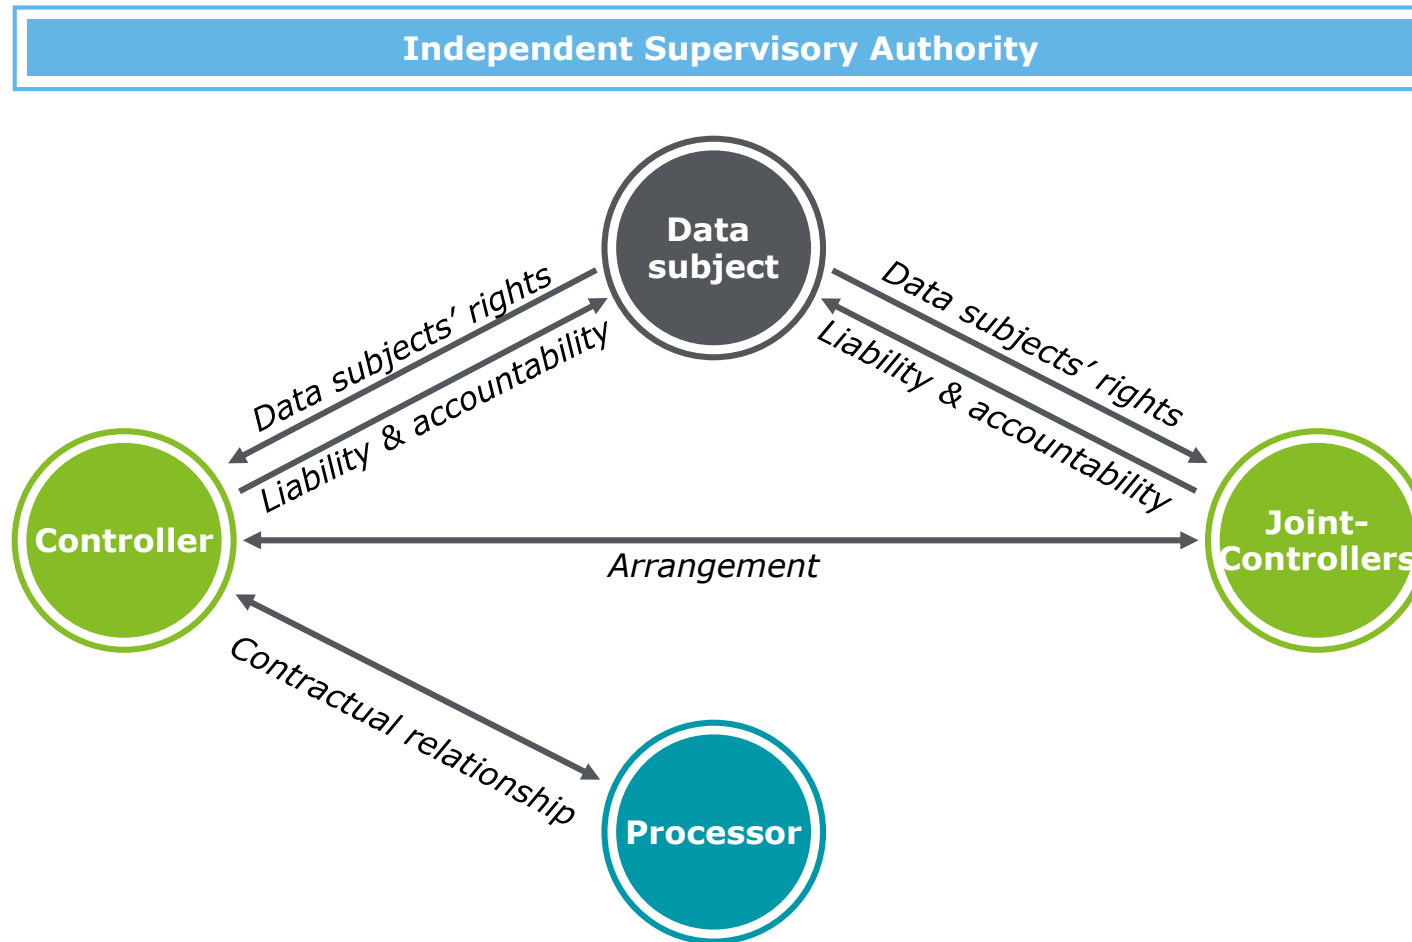 Independent Supervisory Authority
Data
subject
Data subjects’ rights
Liability & accountability
Data subjects’ rights
Liability & accountability
Controller
Arrangement
Joint-
Controllers
Contractual relationship
Processor